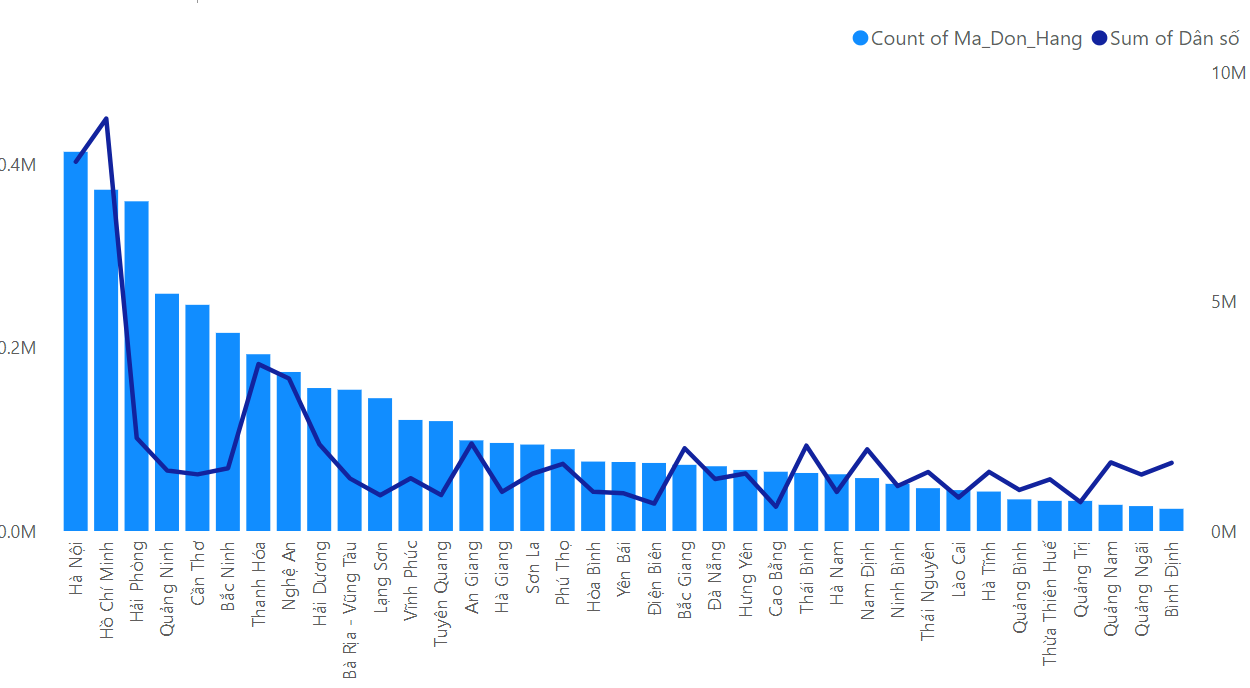 Count of Ma_Don_Hang Sum of Dân số
10M
0.4M
5M
0.2M
0.0M
0M
Hà Nội
Hồ Chí Minh
Hải Phòng
Quảng Ninh
Cần Thơ
Bắc Ninh
Thanh Hóa
Nghệ An
Hải Dương
Bà Rịa - Vũng Tàu
Lạng Sơn
Vĩnh Phúc
Tuyên Quang
An Giang
Hà Giang
Sơn La
Phú Thọ
Hòa Bình
Yên Bái
Điện Biên
Bắc Giang
Đà Nẵng
Hưng Yên
Cao Bằng
Thái Bình
Hà Nam
Nam Định
Ninh Bình
Thái Nguyên
Lào Cai
Hà Tĩnh
Quảng Bình
Thừa Thiên Huế
Quảng Trị
Quảng Nam
Quảng Ngãi
Bình Định